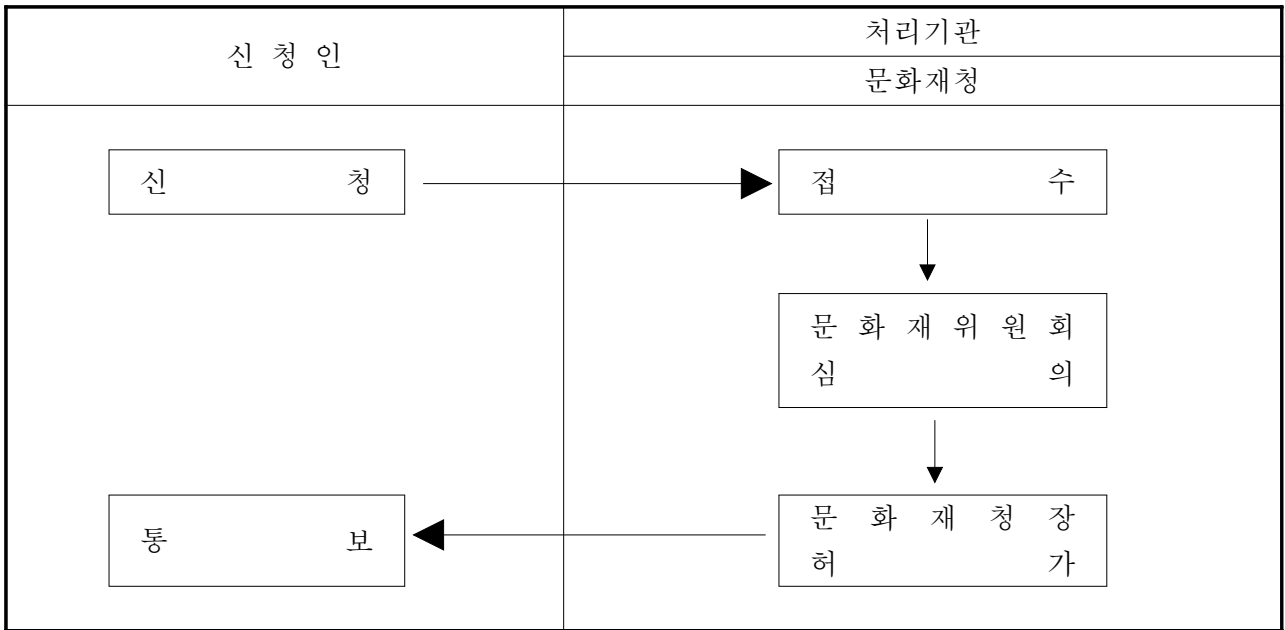 신 청 인
처리기관
문화재청
신 청
접 수
문 화 재 위 원 회
심 의
문 화 재 청 장
허 가
통 보